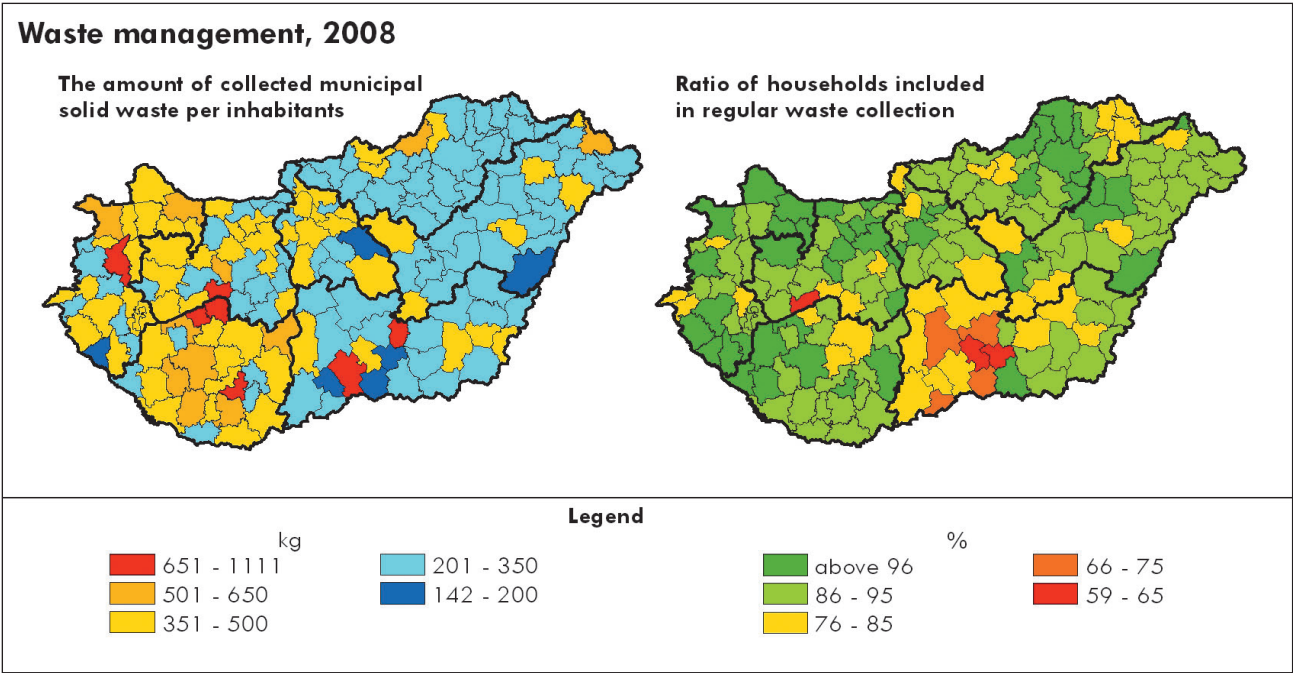 Waste management, 2008
The amount of collected municipal
solid waste per inhabitants
Ratio of households included
in regular waste collection
Legend
kg
651 - 1111
501 - 650
351 - 500
201 - 350
142 - 200
%
above 96
86 - 95
76 - 85
66 - 75
59 - 65